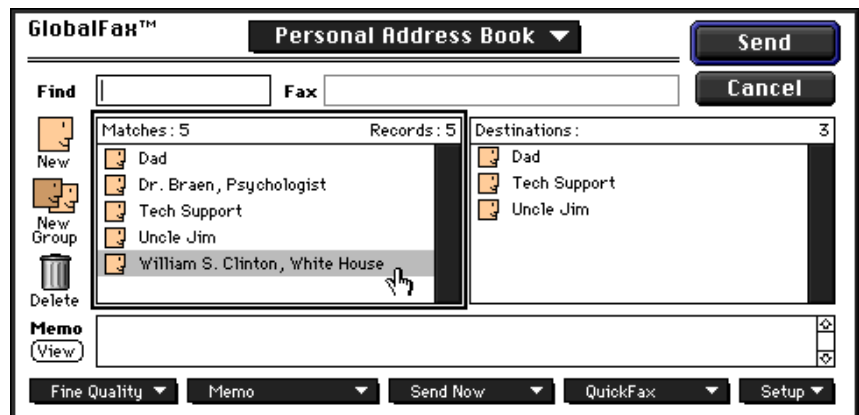 GlobalFax™
Personal Address Book
Send
Find
Fax
Cancel
Matches: 5 Records: 5
Destinations: 3
New
Dad
Dr. Braen, Psychologist
Tech Support
Uncle Jim
William S. Clinton, White House
Dad
Tech Support
Uncle Jim
New
Group
Delete
Memo
View
Fine Quality Memo Send Now QuickFax Setup